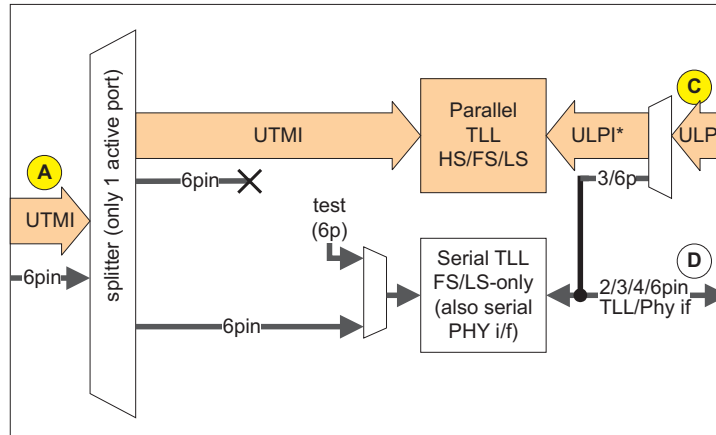 C
Parallel
TLL
HS/FS/LS
UTMI
ULPI*
ULP
A
6pin
3/6p
UTMI
splitter (only 1 active port)
test
(6p)
D
6pin
Serial TLL
FS/LS-only
(also serial
PHY i/f)
2/3/4/6pin
TLL/Phy if
6pin